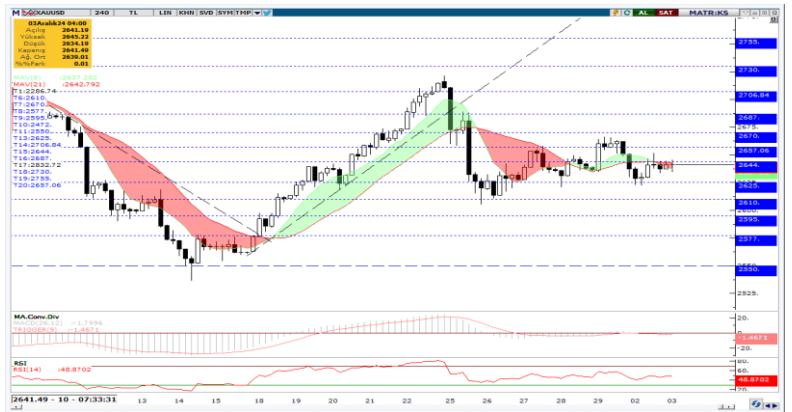 XAUUSD 240 TL LIN KHN SVD SYM TMP AL SAT MATRIKS
03Aralık24 04:00
Açılış 2641.19
Yüksek 2645.22
Düşük 2634.19
Kapanış 2641.49
Ağ. Ort 2639.01
%%Fark 0.01
MAV(21) :2642.792
T1:2286.74
T6:2610.
T7:2670.
T8:2577.
T9:2595.
T10:2472.
T11:2550.
T13:2625.
T14:2706.84
T15:2644.
T16:2687.
T17:2832.72
T18:2730.
T19:2755.
T20:2657.06
2755.
2730.
2706.84
2687.
2675.
2670.
2657.06
2644.
2625.
2610.
2600.
2595.
2577.
2550.
2525.
MA.Conv.Div
MACD(26,12) :-1.7996
TRIGGER(9) :-1.4671
20.
-1.4671
-20.
RSI
RSI(14) :48.8702
80.
60.
48.8702
20.
2641.49 - 10 - 07:33:31 13 14 15 18 19 20 21 22 25 26 27 28 29 02 03